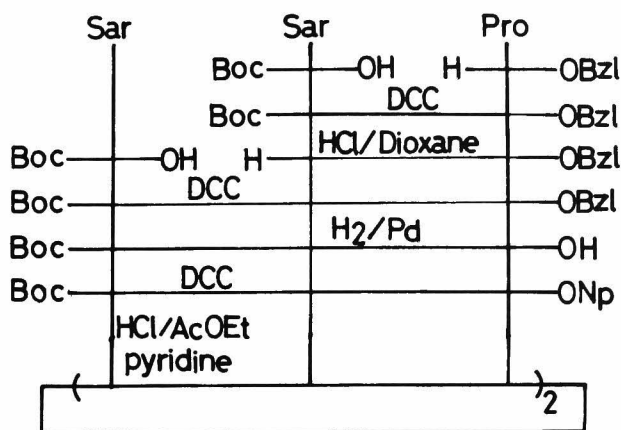 Sar Sar Pro
Boc OH H OBzl
DCC
Boc OBzl
HCl/Dioxane
Boc OH H OBzl
DCC
Boc OBzl
H2/Pd
Boc OH
DCC
Boc ONp
HCl/AcOEt
pyridine
( )2